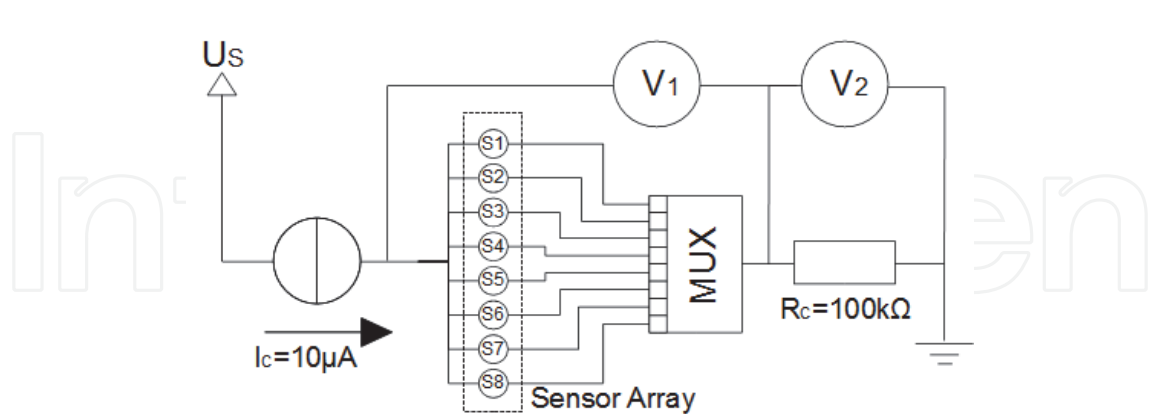 Us
V1
V2
S1
S2
S3
S4
S5
S6
S7
S8
MUX
Rc=100kΩ
Ic=10µA
Sensor Array